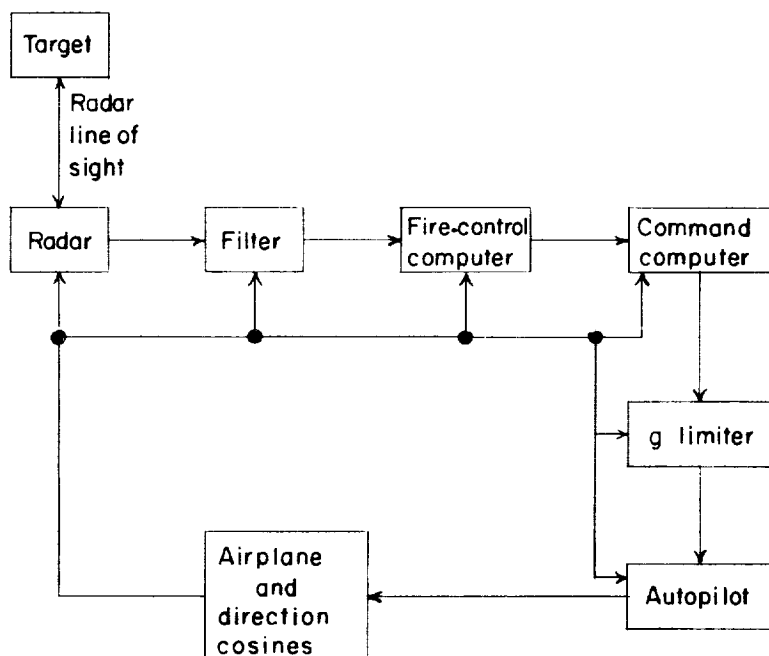 Target
Radar
line of
sight
Radar
Filter
Fire-control
computer
Command
computer
g limiter
Airplane
and
direction
cosines
Autopilot